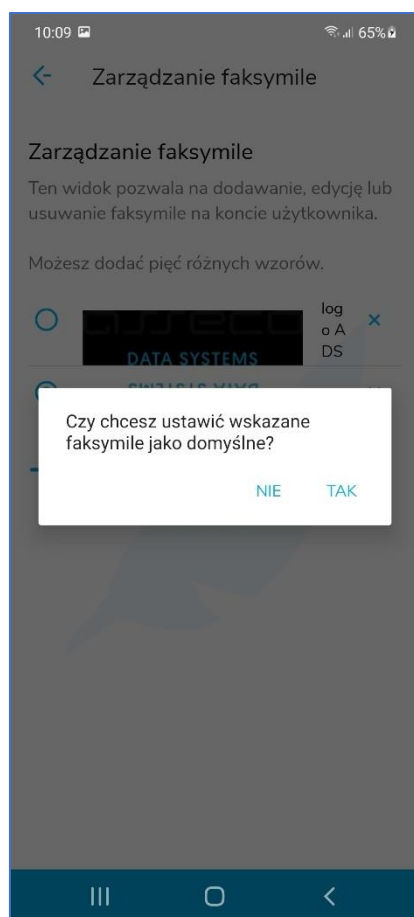 10:09 65%
Zarządzanie faksymile
Zarządzanie faksymile
Ten widok pozwala na dodawanie, edycję lub
usuwanie faksymile na koncie użytkownika.
Możesz dodać pięć różnych wzorów.
asseco
DATA SYSTEMS
log
o A
DS
Czy chcesz ustawić wskazane
faksymile jako domyślne?
NIE TAK